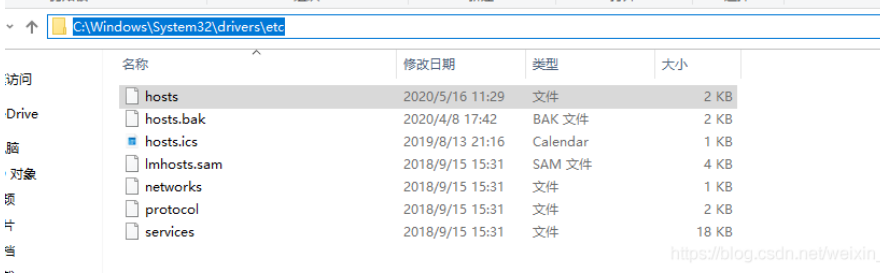 C:\Windows\System32\drivers\etc
名称 修改日期 类型 大小
访问
hosts 2020/5/16 11:29 文件 2 KB
Drive
hosts.bak 2020/4/8 17:42 BAK 文件 2 KB
hosts.ics 2019/8/13 21:16 Calendar 1 KB
脑
lmhosts.sam 2018/9/15 15:31 SAM 文件 4 KB
对象
networks 2018/9/15 15:31 文件 1 KB
频
protocol 2018/9/15 15:31 文件 2 KB
片
services 2018/9/15 15:31 文件 18 KB
档
https://blog.csdn.net/weixin_